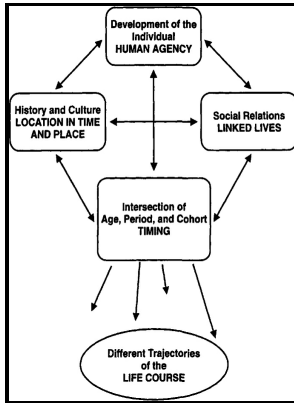 Development of the
Individual
HUMAN AGENCY
History and Culture
LOCATION IN TIME
AND PLACE
Social Relations
LINKED LIVES
Intersection of
Age, Period, and Cohort
TIMING
Different Trajectories
of the
LIFE COURSE